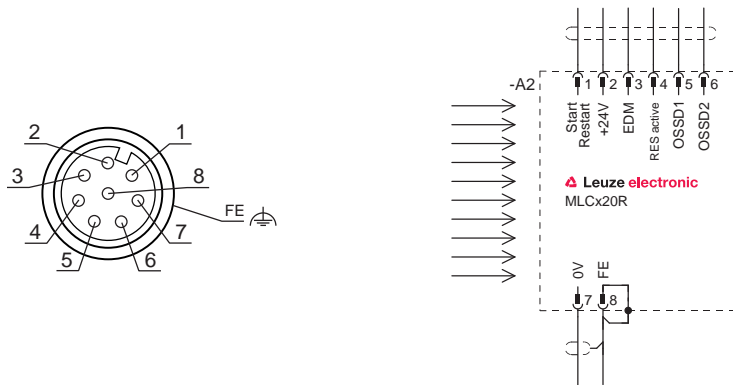 2
1
3
8
FE
4
7
5
6
-A2
1 2 3 4 5 6
Start
Restart
+24V
EDM
RES active
OSSD1
OSSD2
Leuze electronic
MLCx20R
0V
FE
7 8